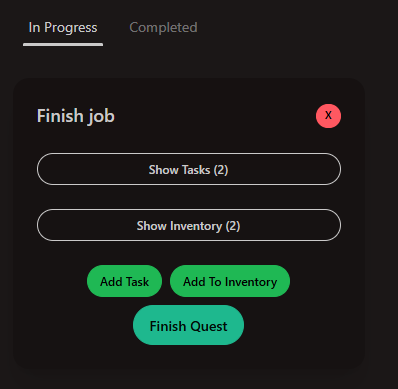 In Progress Completed
Finish job X
Show Tasks (2)
Show Inventory (2)
Add Task Add To Inventory
Finish Quest